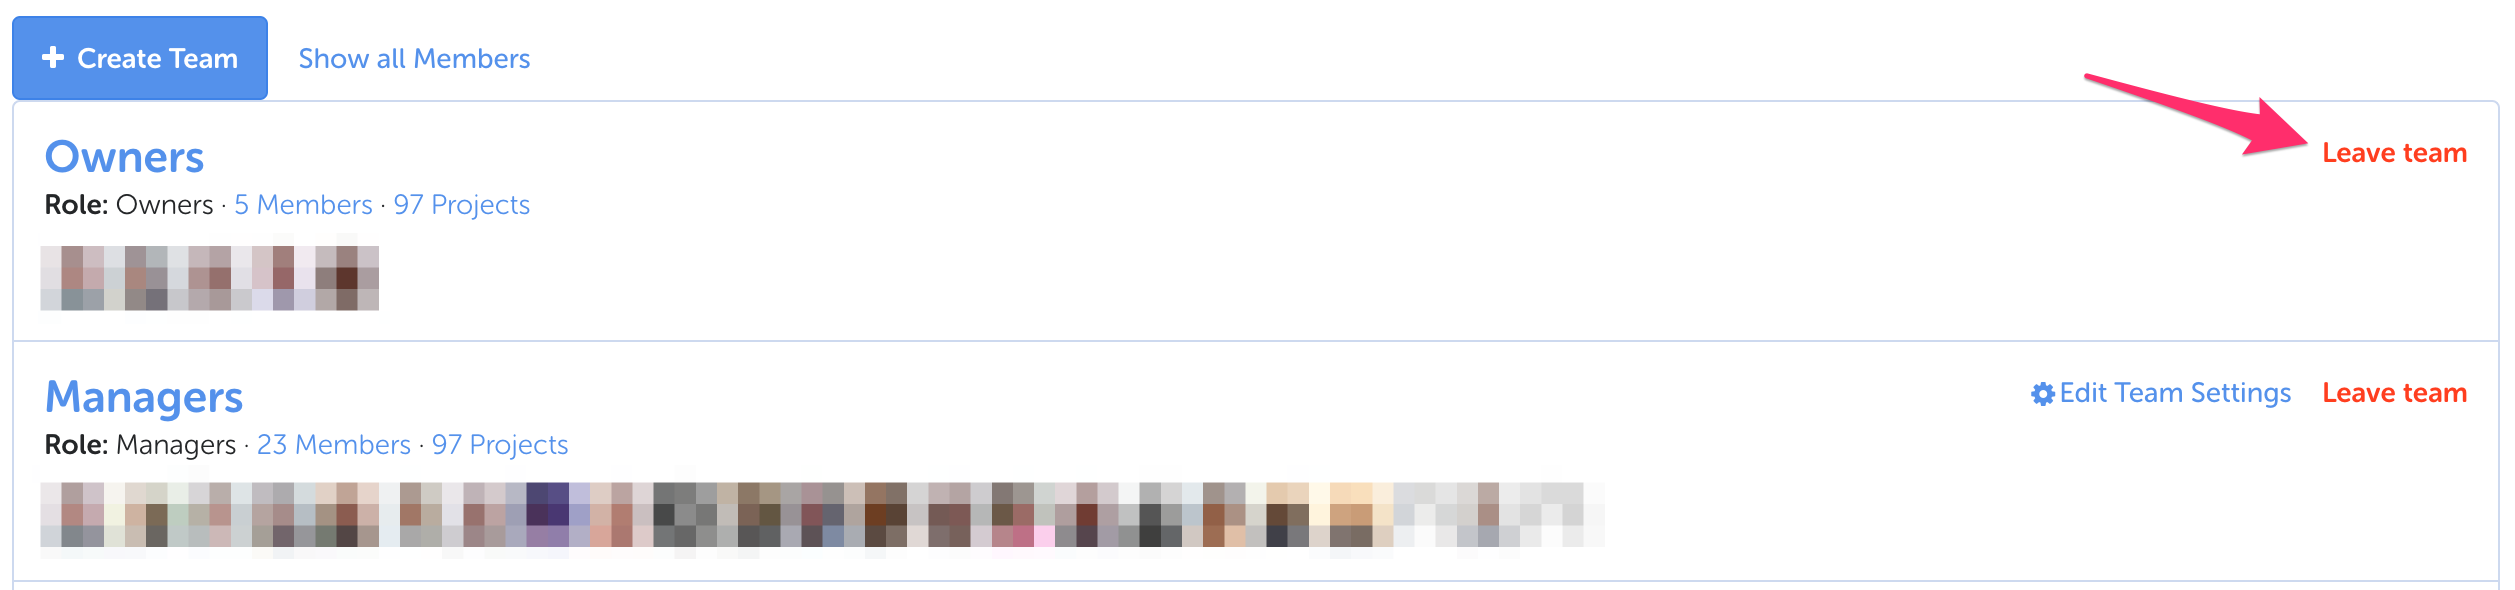 Create Team
Show all Members
Owners
Leave team
Role: Owners · 5 Members · 97 Projects
Managers
Edit Team Settings
Leave team
Role: Managers · 23 Members · 97 Projects